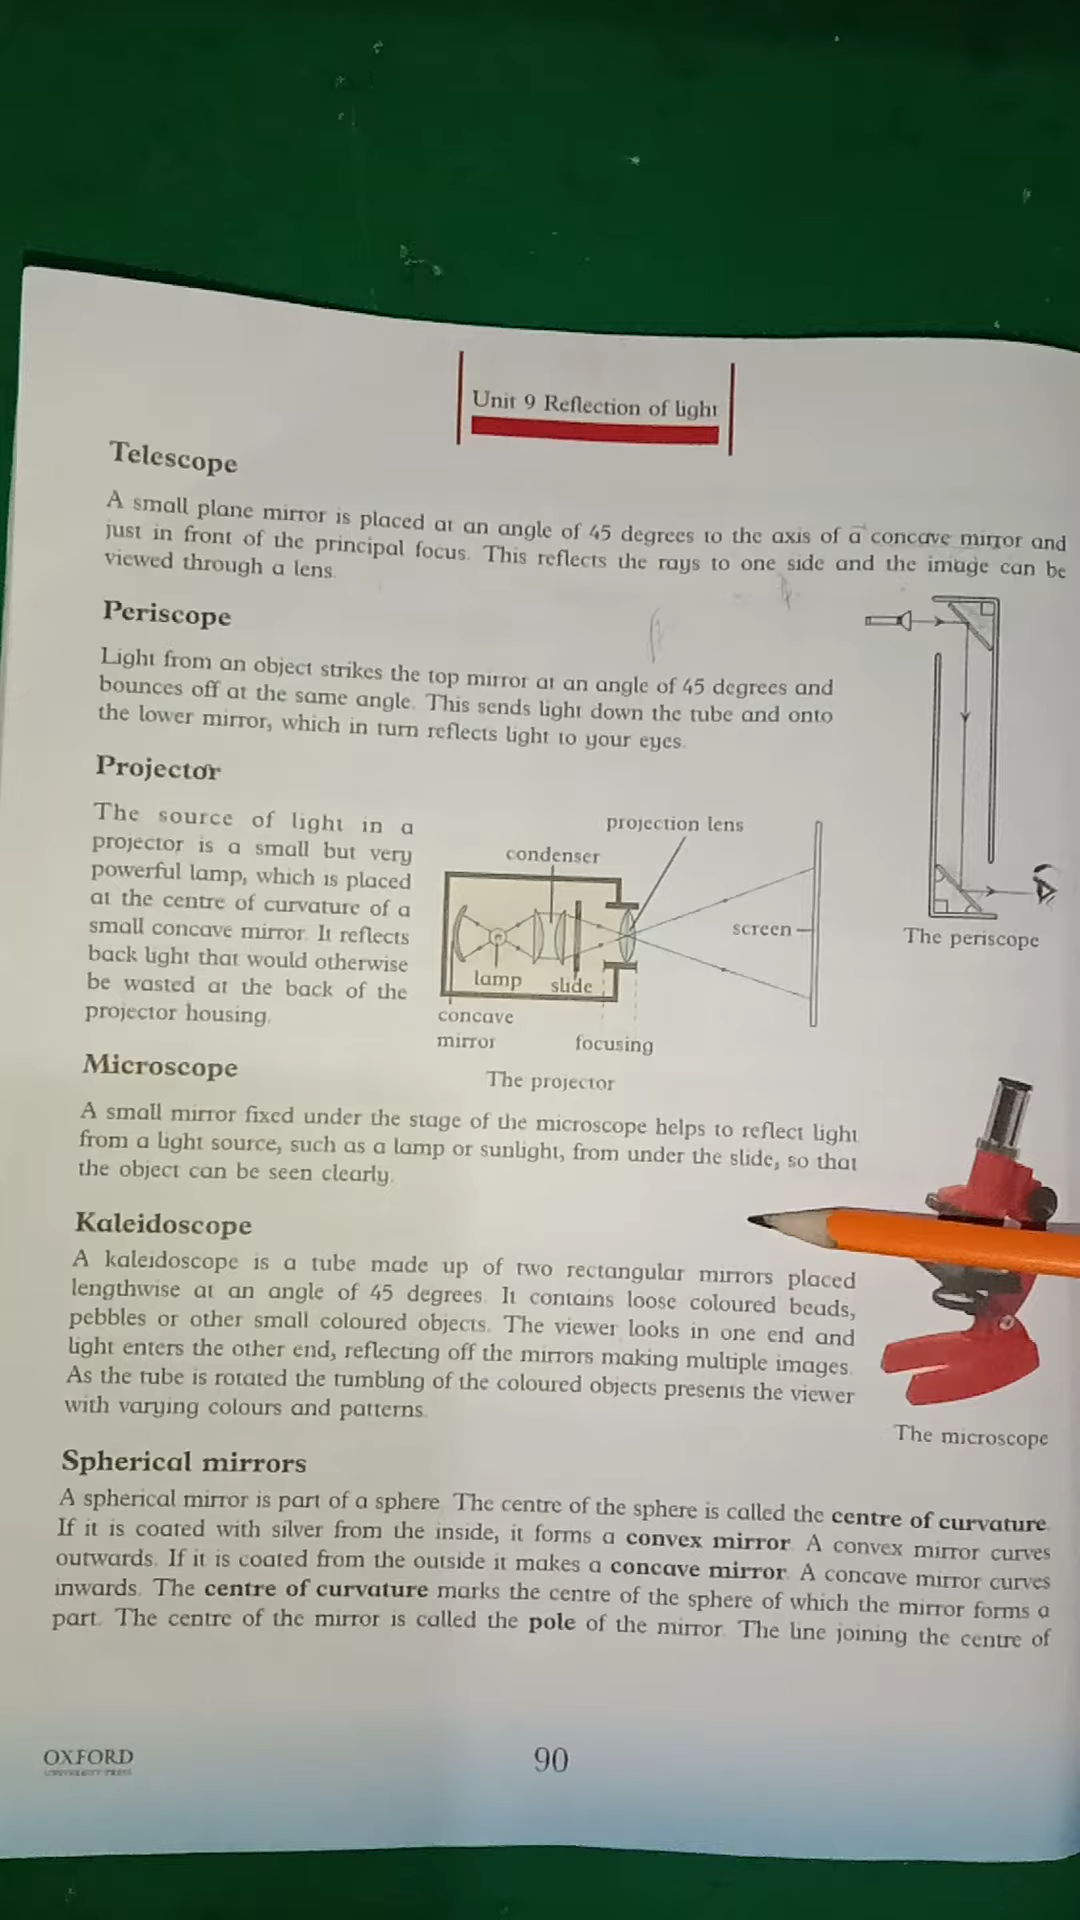 Unit 9 Reflection of light
Telescope
A small plane mirror is placed at an angle of 45 degrees to the axis of a concave mirror and
just in front of the principal focus. This reflects the rays to one side and the image can be
viewed through a lens.
Periscope
Light from an object strikes the top mirror at an angle of 45 degrees and
bounces off at the same angle. This sends light down the tube and onto
the lower mirror, which in turn reflects light to your eyes.
The periscope
Projector
The source of light in a
projector is a small but very
powerful lamp, which is placed
at the centre of curvature of a
small concave mirror. It reflects
back light that would otherwise
be wasted at the back of the
projector housing.
projection lens
condenser
screen
lamp
slide
concave
mirror
focusing
The projector
Microscope
A small mirror fixed under the stage of the microscope helps to reflect light
from a light source, such as a lamp or sunlight, from under the slide, so that
the object can be seen clearly.
Kaleidoscope
A kaleidoscope is a tube made up of two rectangular mirrors placed
lengthwise at an angle of 45 degrees. It contains loose coloured beads,
pebbles or other small coloured objects. The viewer looks in one end and
light enters the other end, reflecting off the mirrors making multiple images.
As the tube is rotated the tumbling of the coloured objects presents the viewer
with varying colours and patterns.
The microscope
Spherical mirrors
A spherical mirror is part of a sphere. The centre of the sphere is called the centre of curvature.
If it is coated with silver from the inside, it forms a convex mirror. A convex mirror curves
outwards. If it is coated from the outside it makes a concave mirror. A concave mirror curves
inwards. The centre of curvature marks the centre of the sphere of which the mirror forms a
part. The centre of the mirror is called the pole of the mirror. The line joining the centre of
OXFORD
UNIVERSITY PRESS
90